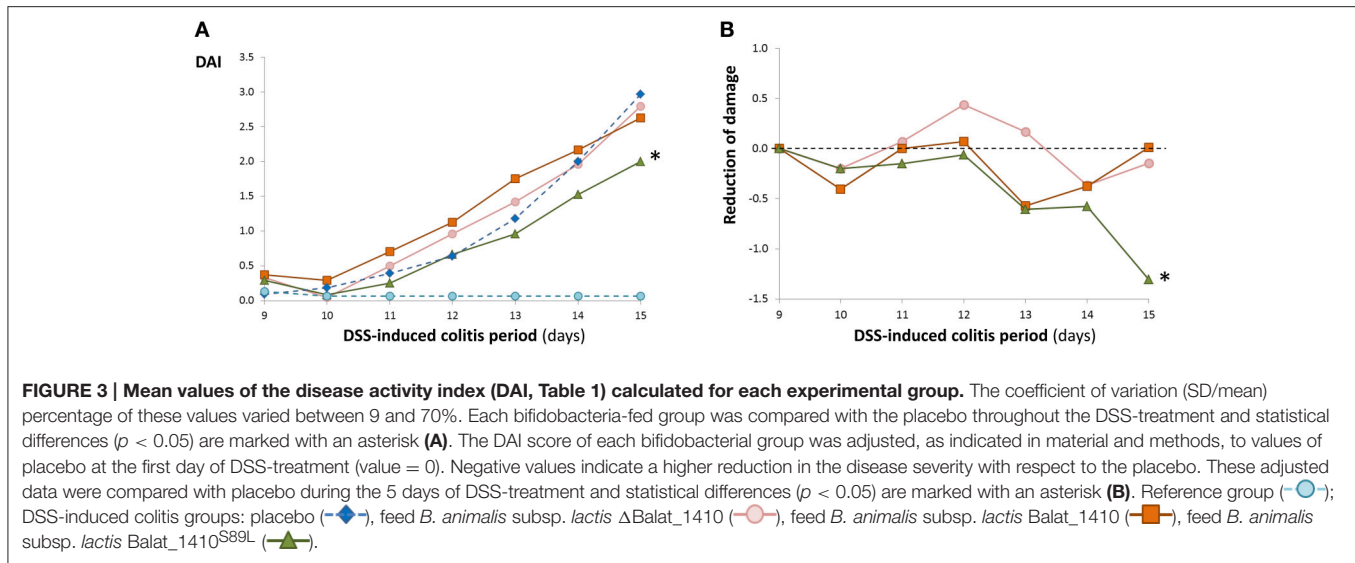 A
DAI
3.5
3.0
2.5
2.0
1.5
1.0
0.5
0.0
*
9 10 11 12 13 14 15
DSS-induced colitis period (days)
B
Reduction of damage
1.0
0.5
0.0
-0.5
-1.0
-1.5
*
9 10 11 12 13 14 15
DSS-induced colitis period (days)
FIGURE 3 | Mean values of the disease activity index (DAI, Table 1) calculated for each experimental group. The coefficient of variation (SD/mean)
percentage of these values varied between 9 and 70%. Each bifidobacteria-fed group was compared with the placebo throughout the DSS-treatment and statistical
differences (p < 0.05) are marked with an asterisk (A). The DAI score of each bifidobacterial group was adjusted, as indicated in material and methods, to values of
placebo at the first day of DSS-treatment (value = 0). Negative values indicate a higher reduction in the disease severity with respect to the placebo. These adjusted
data were compared with placebo during the 5 days of DSS-treatment and statistical differences (p < 0.05) are marked with an asterisk (B). Reference group ( );
DSS-induced colitis groups: placebo ( ), feed B. animalis subsp. lactis ΔBalat_1410 ( ), feed B. animalis subsp. lactis Balat_1410 ( ), feed B. animalis
subsp. lactis Balat_1410S89L ( ).